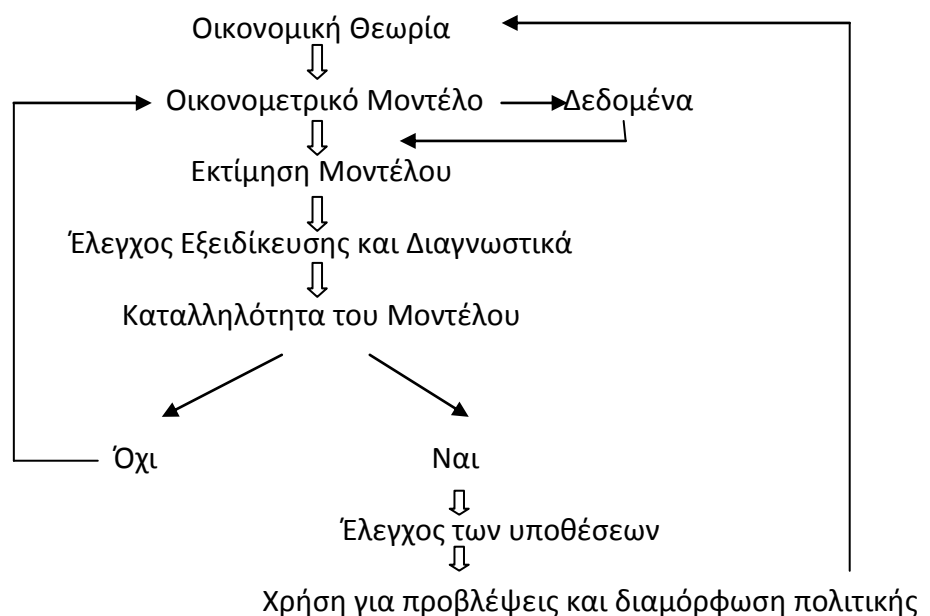 Οικονομική Θεωρία
Οικονομετρικό Μοντέλο Δεδομένα
Εκτίμηση Μοντέλου
Έλεγχος Εξειδίκευσης και Διαγνωστικά
Καταλληλότητα του Μοντέλου
Όχι Ναι
Έλεγχος των υποθέσεων
Χρήση για προβλέψεις και διαμόρφωση πολιτικής